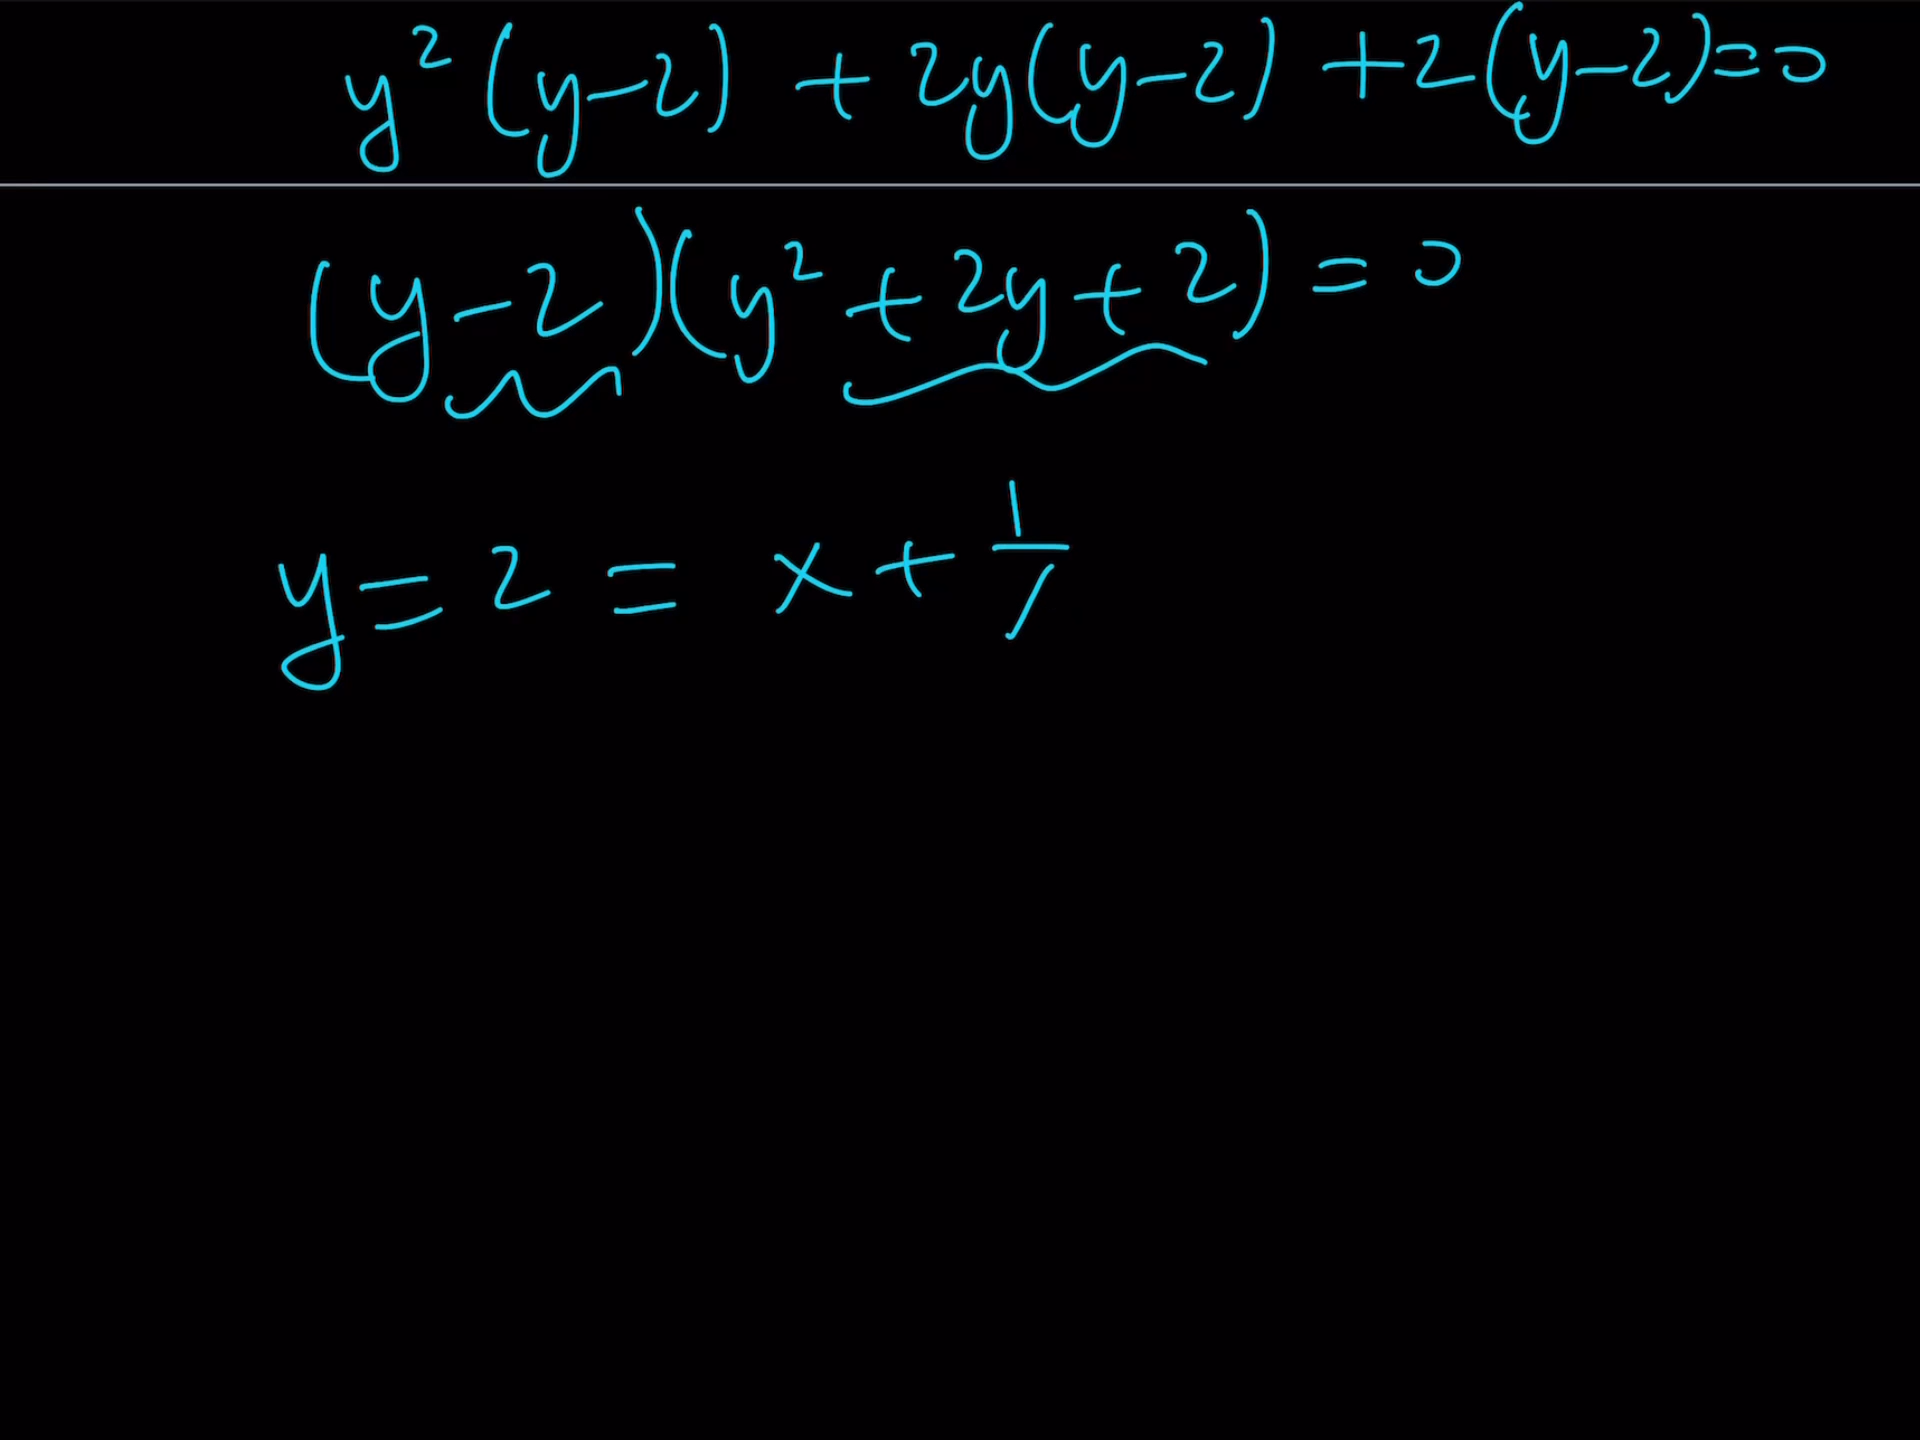 y² (y-2) + 2y(y-2) +2(y-2)=0
(y-2)(y² + 2y + 2) = 0
y = 2 = x + 1/